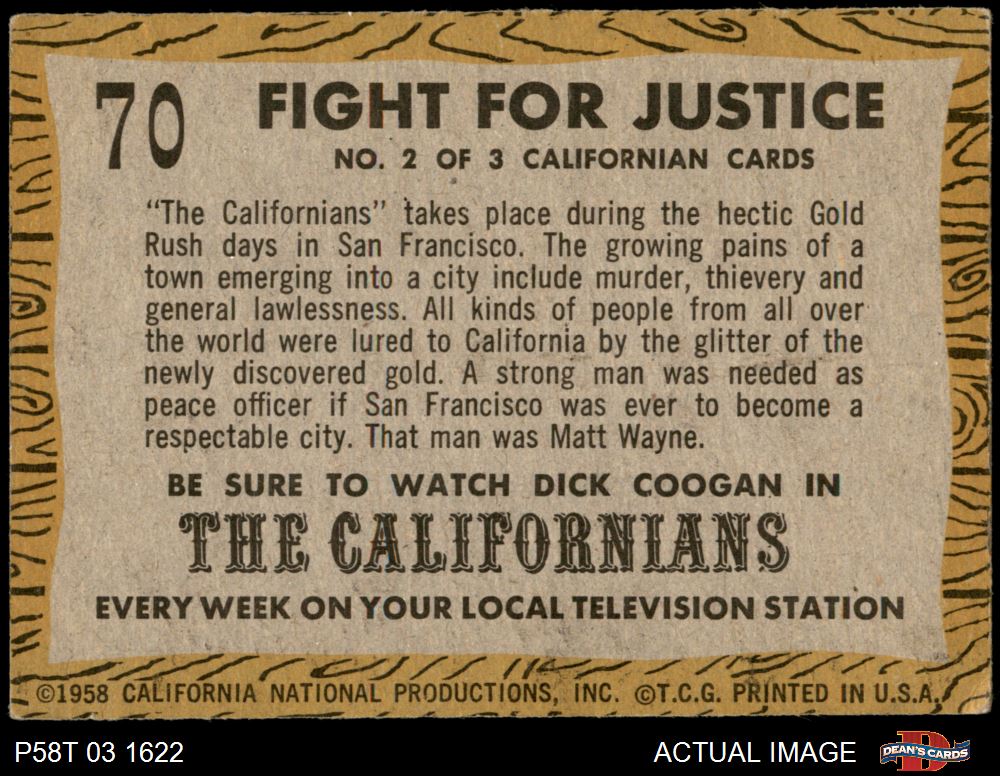 70 FIGHT FOR JUSTICE
NO. 2 OF 3 CALIFORNIAN CARDS
“The Californians” takes place during the hectic Gold
Rush days in San Francisco. The growing pains of a
town emerging into a city include murder, thievery and
general lawlessness. All kinds of people from all over
the world were lured to California by the glitter of the
newly discovered gold. A strong man was needed as
peace officer if San Francisco was ever to become a
respectable city. That man was Matt Wayne.
BE SURE TO WATCH DICK COOGAN IN
THE CALIFORNIANS
EVERY WEEK ON YOUR LOCAL TELEVISION STATION
©1958 CALIFORNIA NATIONAL PRODUCTIONS, INC. ©T.C.G. PRINTED IN U.S.A.
P58T 03 1622 ACTUAL IMAGE D DEAN'S CARDS